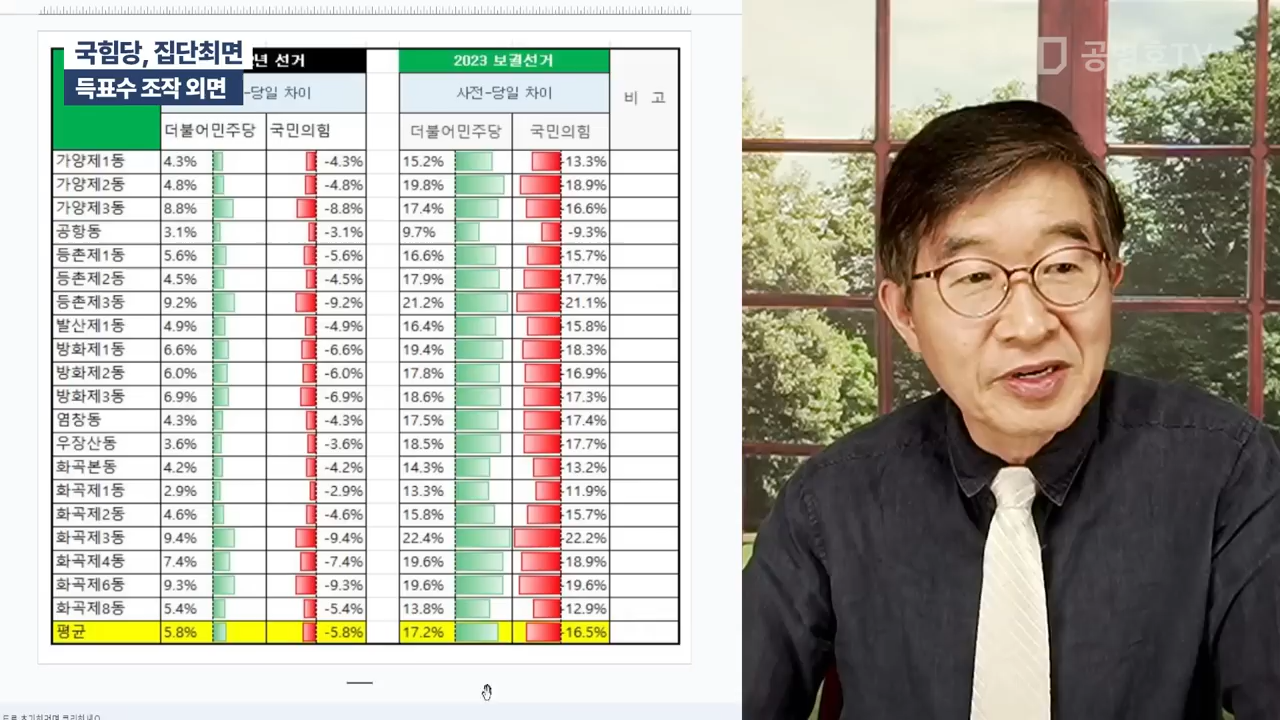 국힘당, 집단최면
득표수 조작 외면
년 선거 2023 보궐선거
-당일 차이 사전-당일 차이 비 고
더불어민주당 국민의힘 더불어민주당 국민의힘
가양제1동 4.3% -4.3% 15.2% -13.3%
가양제2동 4.8% -4.8% 19.8% -18.9%
가양제3동 8.8% -8.8% 17.4% -16.6%
공항동 3.1% -3.1% 9.7% -9.3%
등촌제1동 5.6% -5.6% 16.6% -15.7%
등촌제2동 4.5% -4.5% 17.9% -17.7%
등촌제3동 9.2% -9.2% 21.2% -21.1%
발산제1동 4.9% -4.9% 16.4% -15.8%
방화제1동 6.6% -6.6% 19.4% -18.3%
방화제2동 6.0% -6.0% 17.8% -16.9%
방화제3동 6.9% -6.9% 18.6% -17.3%
염창동 4.3% -4.3% 17.5% -17.4%
우장산동 3.6% -3.6% 18.5% -17.7%
화곡본동 4.2% -4.2% 14.3% -13.2%
화곡제1동 2.9% -2.9% 13.3% -11.9%
화곡제2동 4.6% -4.6% 15.8% -15.7%
화곡제3동 9.4% -9.4% 22.4% -22.2%
화곡제4동 7.4% -7.4% 19.6% -18.9%
화곡제6동 9.3% -9.3% 19.6% -19.6%
화곡제8동 5.4% -5.4% 13.8% -12.9%
평균 5.8% -5.8% 17.2% -16.5%
공병호TV